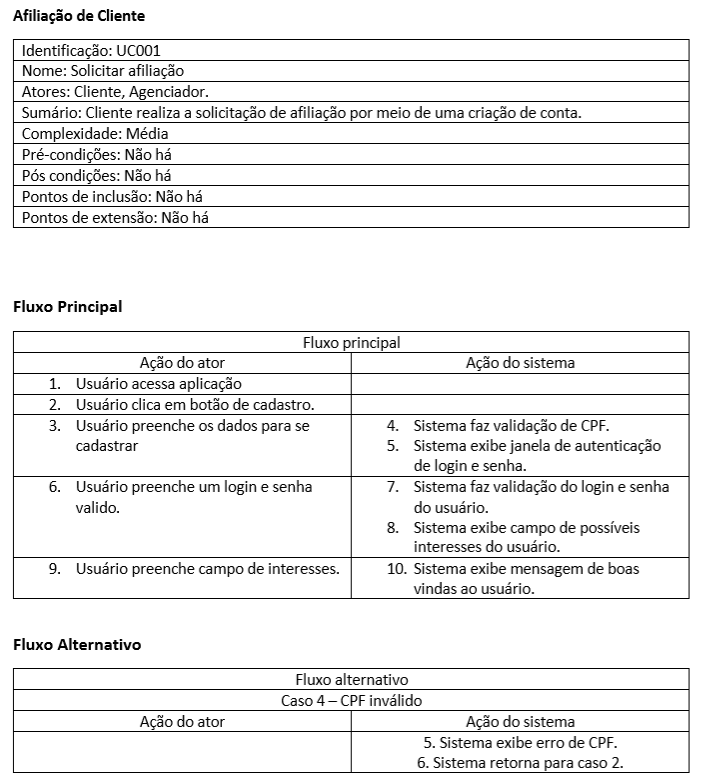 Afiliação de Cliente
Identificação: UC001
Nome: Solicitar afiliação
Atores: Cliente, Agenciador.
Sumário: Cliente realiza a solicitação de afiliação por meio de uma criação de conta.
Complexidade: Média
Pré-condições: Não há
Pós condições: Não há
Pontos de inclusão: Não há
Pontos de extensão: Não há
Fluxo Principal
Fluxo principal
Ação do ator
Ação do sistema
1. Usuário acessa aplicação
2. Usuário clica em botão de cadastro.
3. Usuário preenche os dados para se
cadastrar
4. Sistema faz validação de CPF.
5. Sistema exibe janela de autenticação
de login e senha.
6. Usuário preenche um login e senha
valido.
7. Sistema faz validação do login e senha
do usuário.
8. Sistema exibe campo de possíveis
interesses do usuário.
9. Usuário preenche campo de interesses.
10. Sistema exibe mensagem de boas
vindas ao usuário.
Fluxo Alternativo
Fluxo alternativo
Caso 4 – CPF inválido
Ação do ator
Ação do sistema
5. Sistema exibe erro de CPF.
6. Sistema retorna para caso 2.